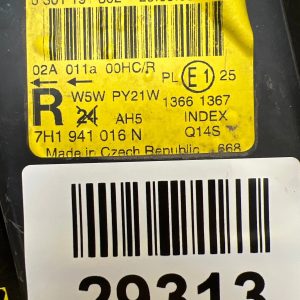 02A 011a 00HC/R
PL E1 25
R W5W PY21W 1366 1367
24 AH5 INDEX
7H1 941 016 N Q14S
Made in Czech Republic 668
29313